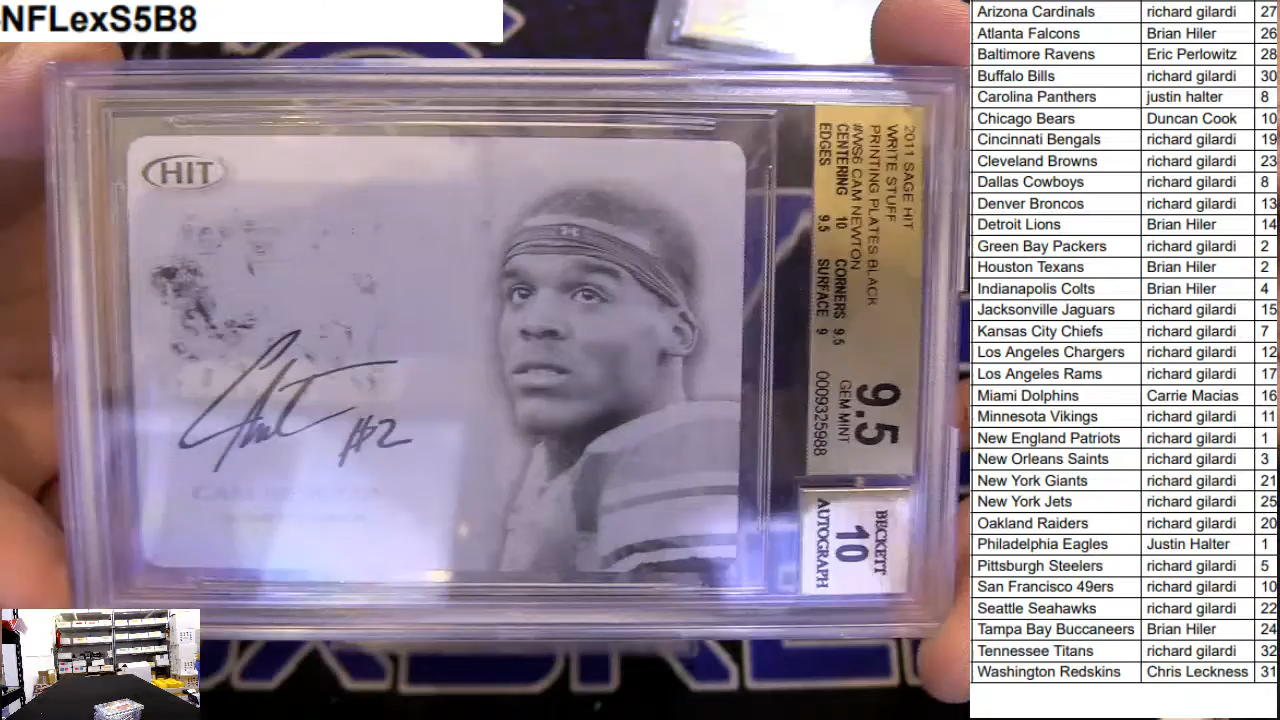 NFLexS5B8
HIT
#2
2011 SAGE HIT
WRITE STUFF
PRINTING PLATES BLACK
#WS6 CAM NEWTON
CENTERING 10 CORNERS 9.5
EDGES 9.5 SURFACE 9
9.5
GEM MINT
0009325988
BECKETT
10
AUTOGRAPH
Arizona Cardinals richard gilardi 27
Atlanta Falcons Brian Hiler 26
Baltimore Ravens Eric Perlowitz 28
Buffalo Bills richard gilardi 30
Carolina Panthers justin halter 8
Chicago Bears Duncan Cook 10
Cincinnati Bengals richard gilardi 19
Cleveland Browns richard gilardi 23
Dallas Cowboys richard gilardi 8
Denver Broncos richard gilardi 13
Detroit Lions Brian Hiler 14
Green Bay Packers richard gilardi 2
Houston Texans Brian Hiler 2
Indianapolis Colts Brian Hiler 4
Jacksonville Jaguars richard gilardi 15
Kansas City Chiefs richard gilardi 7
Los Angeles Chargers richard gilardi 12
Los Angeles Rams richard gilardi 17
Miami Dolphins Carrie Macias 16
Minnesota Vikings richard gilardi 11
New England Patriots richard gilardi 1
New Orleans Saints richard gilardi 3
New York Giants richard gilardi 21
New York Jets richard gilardi 25
Oakland Raiders richard gilardi 20
Philadelphia Eagles Justin Halter 1
Pittsburgh Steelers richard gilardi 5
San Francisco 49ers richard gilardi 10
Seattle Seahawks richard gilardi 22
Tampa Bay Buccaneers Brian Hiler 24
Tennessee Titans richard gilardi 32
Washington Redskins Chris Leckness 31